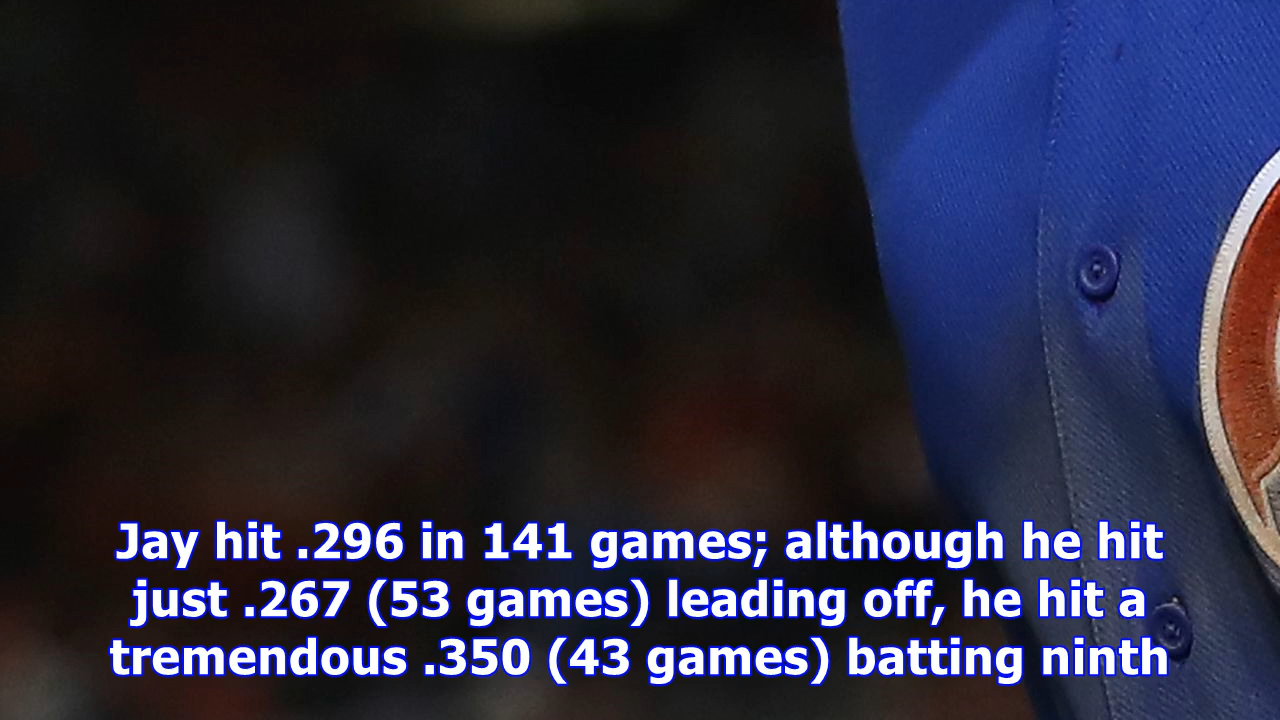 Jay hit .296 in 141 games; although he hit
just .267 (53 games) leading off, he hit a
tremendous .350 (43 games) batting ninth